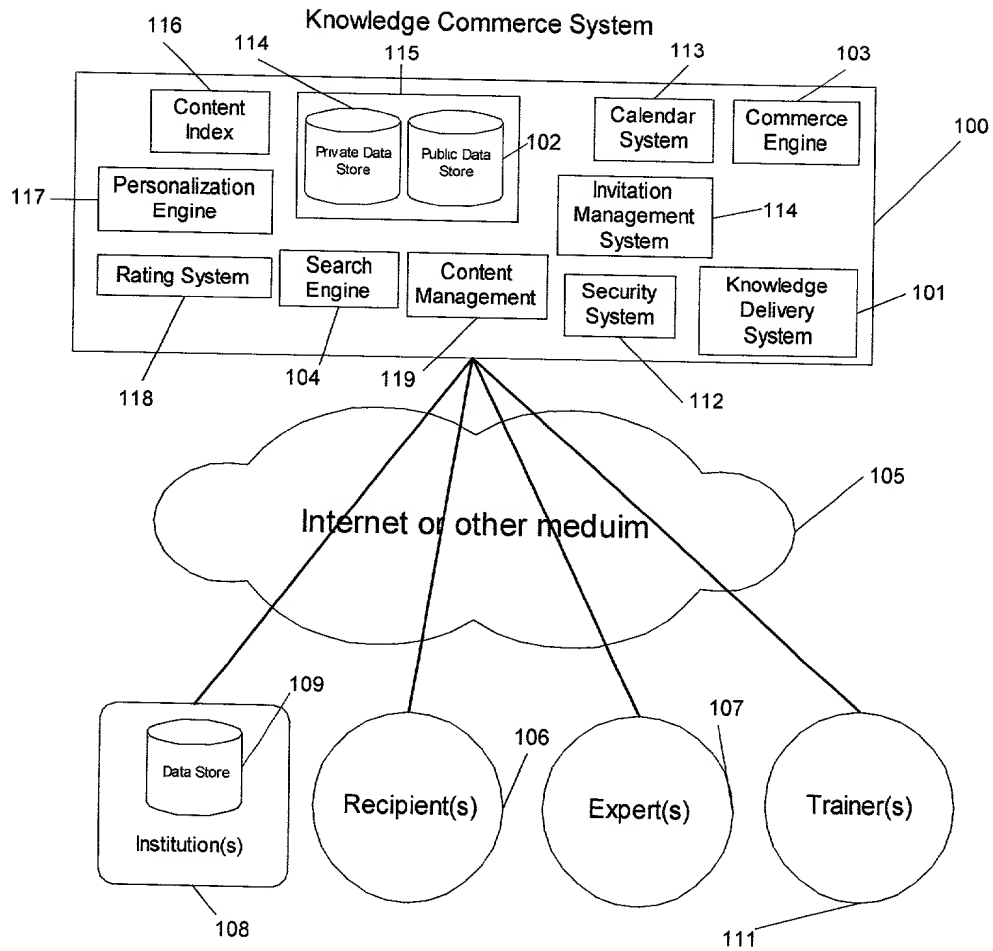 Knowledge Commerce System
116
114
115
113
103
Content
Index
Private Data
Store
Public Data
Store
102
Calendar
System
Commerce
Engine
100
117
Personalization
Engine
Invitation
Management
System
114
Rating System
Search
Engine
Content
Management
Security
System
Knowledge
Delivery
System
101
118
104
119
112
105
Internet or other meduim
109
Data Store
Institution(s)
108
Recipient(s)
106
Expert(s)
107
Trainer(s)
111